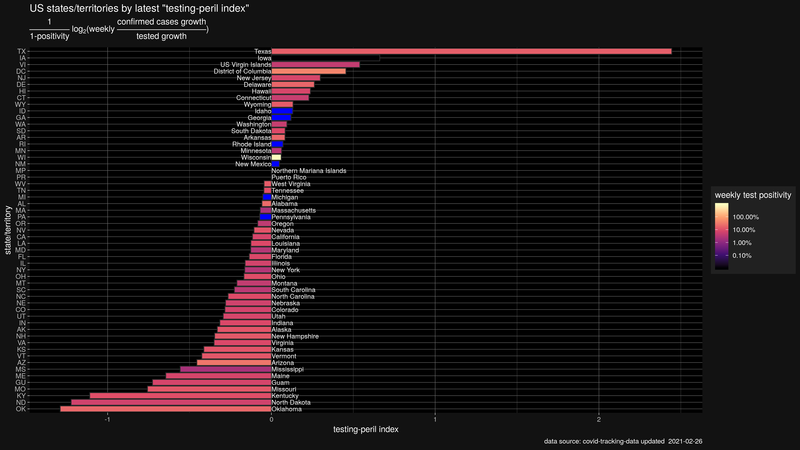 US states/territories by latest "testing-peril index"
1 confirmed cases growth
log2(weekly )
1-positivity tested growth
TX Texas
IA Iowa
VI US Virgin Islands
DC District of Columbia
NJ New Jersey
DE Delaware
HI Hawaii
CT Connecticut
WY Wyoming
ID Idaho
GA Georgia
WA Washington
SD South Dakota
AR Arkansas
RI Rhode Island
MN Minnesota
WI Wisconsin
NM New Mexico
MP Northern Mariana Islands
PR Puerto Rico
WV West Virginia
TN Tennessee
MI Michigan
AL Alabama
MA Massachusetts
PA Pennsylvania
OR Oregon
NV Nevada
CA California
LA Louisiana
MD Maryland
FL Florida
IL Illinois
NY New York
OH Ohio
MT Montana
SC South Carolina
NC North Carolina
NE Nebraska
CO Colorado
UT Utah
IN Indiana
AK Alaska
NH New Hampshire
VA Virginia
KS Kansas
VT Vermont
AZ Arizona
MS Mississippi
ME Maine
GU Guam
MO Missouri
KY Kentucky
ND North Dakota
OK Oklahoma
state/territory
-1 0 1 2
testing-peril index
weekly test positivity
100.00%
10.00%
1.00%
0.10%
data source: covid-tracking-data updated 2021-02-26